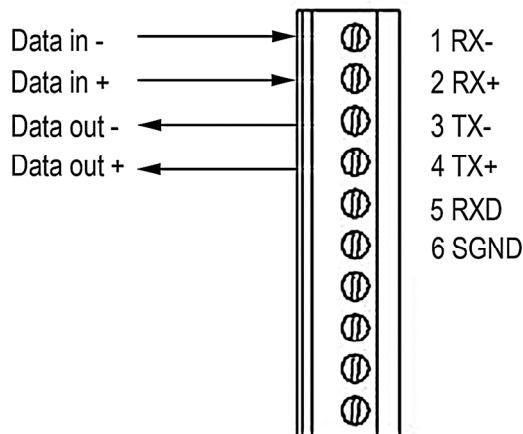 Data in - 1 RX-
Data in + 2 RX+
Data out - 3 TX-
Data out + 4 TX+
5 RXD
6 SGND